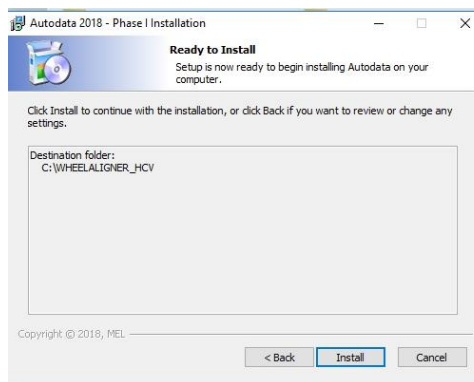 Autodata 2018 - Phase I Installation
Ready to Install
Setup is now ready to begin installing Autodata on your
computer.
Click Install to continue with the installation, or click Back if you want to review or change any
settings.
Destination folder:
C:\WHEELALIGNER_HCV
Copyright © 2018, MEL
< Back
Install
Cancel